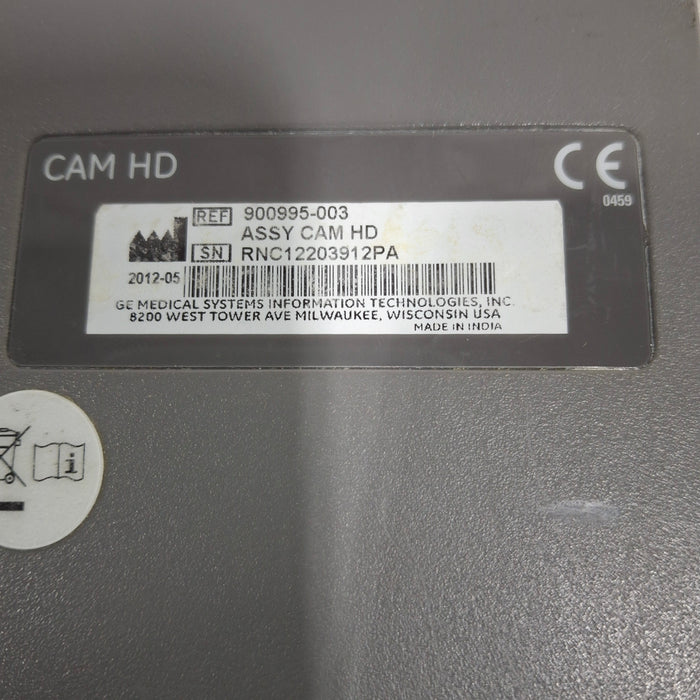 CAM HD
CE
0459
REF 900995-003
ASSY CAM HD
SN RNC12203912PA
2012-05
GE MEDICAL SYSTEMS INFORMATION TECHNOLOGIES, INC.
8200 WEST TOWER AVE MILWAUKEE, WISCONSIN USA
MADE IN INDIA
i